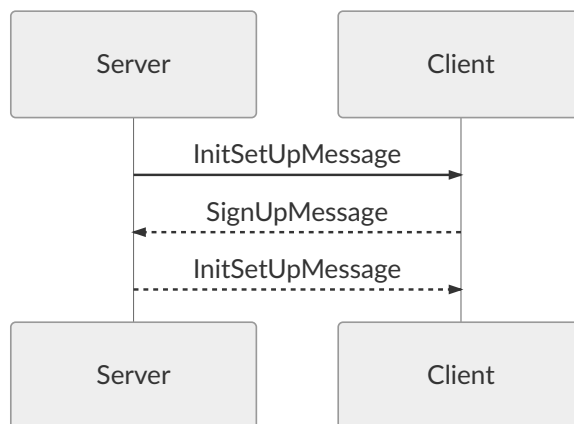 Server
Client
InitSetUpMessage
SignUpMessage
InitSetUpMessage
Server
Client